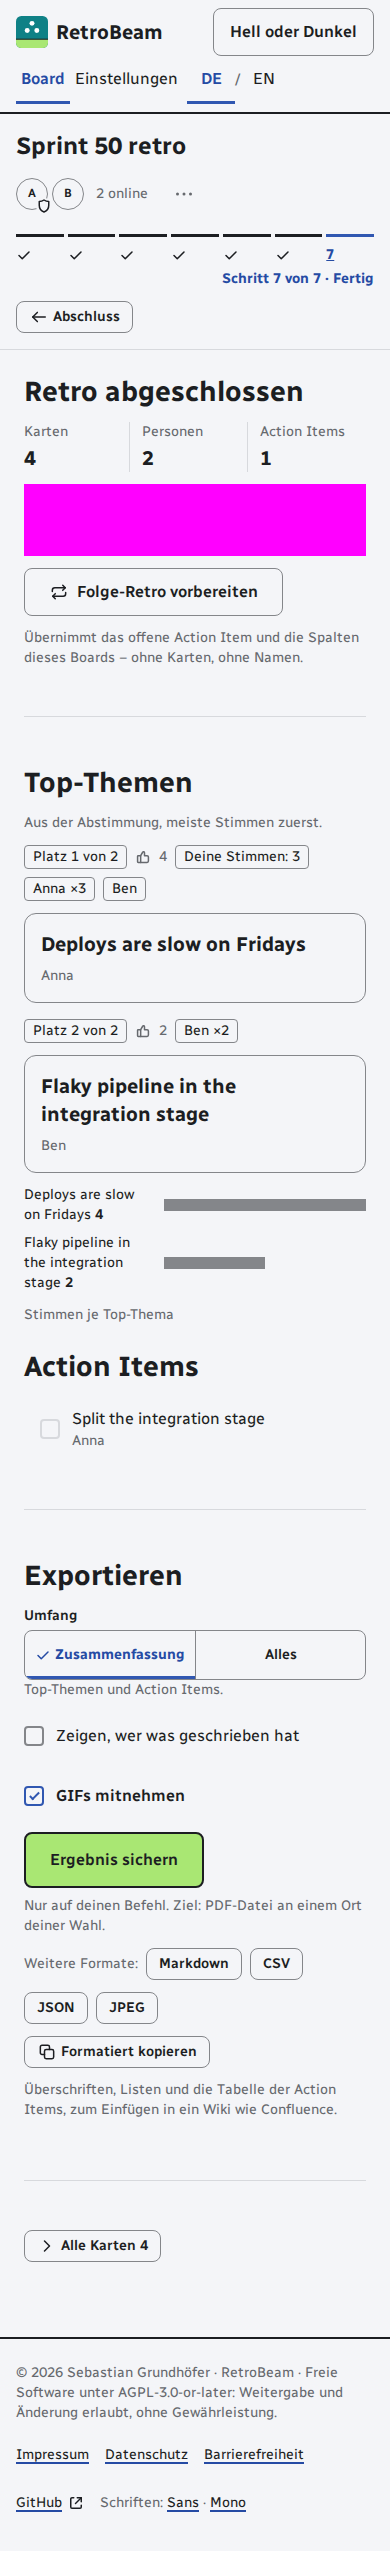 RetroBeam
Hell oder Dunkel
Board Einstellungen DE / EN
Sprint 50 retro
A B 2 online
7
Schritt 7 von 7 · Fertig
Abschluss
Retro abgeschlossen
Karten Personen Action Items
4 2 1
Folge-Retro vorbereiten
Übernimmt das offene Action Item und die Spalten
dieses Boards – ohne Karten, ohne Namen.
Top-Themen
Aus der Abstimmung, meiste Stimmen zuerst.
Platz 1 von 2 4 Deine Stimmen: 3
Anna ×3 Ben
Deploys are slow on Fridays
Anna
Platz 2 von 2 2 Ben ×2
Flaky pipeline in the
integration stage
Ben
Deploys are slow
on Fridays 4
Flaky pipeline in
the integration
stage 2
Stimmen je Top-Thema
Action Items
Split the integration stage
Anna
Exportieren
Umfang
Zusammenfassung Alles
Top-Themen und Action Items.
Zeigen, wer was geschrieben hat
GIFs mitnehmen
Ergebnis sichern
Nur auf deinen Befehl. Ziel: PDF-Datei an einem Ort
deiner Wahl.
Weitere Formate: Markdown CSV
JSON JPEG
Formatiert kopieren
Überschriften, Listen und die Tabelle der Action
Items, zum Einfügen in ein Wiki wie Confluence.
Alle Karten 4
© 2026 Sebastian Grundhöfer · RetroBeam · Freie
Software unter AGPL-3.0-or-later: Weitergabe und
Änderung erlaubt, ohne Gewährleistung.
Impressum Datenschutz Barrierefreiheit
GitHub Schriften: Sans · Mono